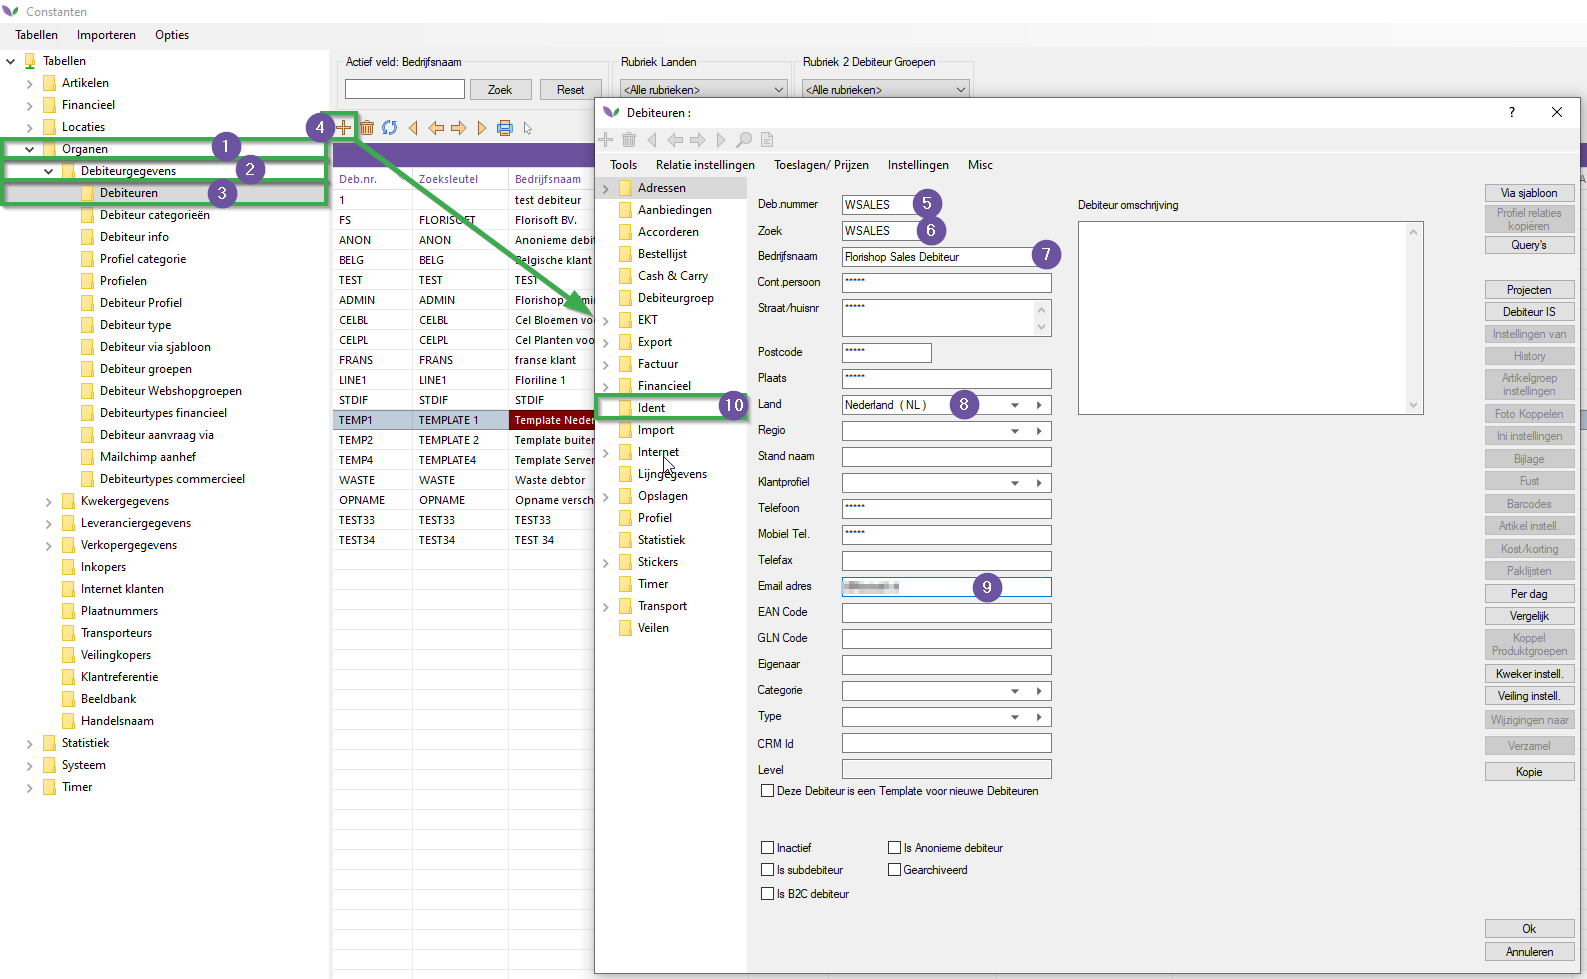 Constanten
Tabellen Importeren Opties
Tabellen
Artikelen
Financieel
Locaties
Organen 1
Debiteurgegevens 2
Debiteuren 3
Debiteur categorieën
Debiteur info
Profiel categorie
Profielen
Debiteur Profiel
Debiteur type
Debiteur via sjabloon
Debiteur groepen
Debiteur Webshopgroepen
Debiteurtypes financieel
Debiteur aanvraag via
Mailchimp aanhef
Debiteurtypes commercieel
Kwekergegevens
Leveranciergegevens
Verkopergegevens
Inkopers
Internet klanten
Plaatnummers
Transporteurs
Veilingkopers
Klantreferentie
Beeldbank
Handelsnaam
Statistiek
Systeem
Timer
Actief veld: Bedrijfsnaam
Zoek Reset
Rubriek Landen
<Alle rubrieken>
Rubriek 2 Debiteur Groepen
<Alle rubrieken>
4
Deb.nr. Zoeksleutel Bedrijfsnaam
1 test debiteur
FS FLORISOFT Florisoft BV.
ANON ANON Anonieme debi
BELG BELG Belgische klant
TEST TEST TEST
ADMIN ADMIN Florishop
CELBL CELBL Cel Bloemen vo
CELPL CELPL Cel Planten voo
FRANS FRANS franse klant
LINE1 LINE1 Floriline 1
STDIF STDIF STDIF
TEMP1 TEMPLATE 1 Template Neder
TEMP2 TEMPLATE 2 Template buiten
TEMP4 TEMPLATE4 Template Server
WASTE WASTE Waste debtor
OPNAME OPNAME Opname versch
TEST33 TEST33 TEST33
TEST34 TEST34 TEST 34
Debiteuren :
?
Tools Relatie instellingen Toeslagen/ Prijzen Instellingen Misc
Adressen
Aanbiedingen
Accorderen
Bestellijst
Cash & Carry
Debiteurgroep
EKT
Export
Factuur
Financieel
Ident 10
Import
Internet
Lijngegevens
Opslagen
Profiel
Statistiek
Stickers
Timer
Transport
Veilen
Deb.nummer WSALES 5
Zoek WSALES 6
Bedrijfsnaam Florishop Sales Debiteur 7
Cont.persoon *****
Straat/huisnr *****
Postcode *****
Plaats *****
Land Nederland ( NL ) 8
Regio
Stand naam
Klantprofiel
Telefoon *****
Mobiel Tel. *****
Telefax
Email adres 9
EAN Code
GLN Code
Eigenaar
Categorie
Type
CRM Id
Level
Deze Debiteur is een Template voor nieuwe Debiteuren
Inactief Is Anonieme debiteur
Is subdebiteur Gearchiveerd
Is B2C debiteur
Debiteur omschrijving
Via sjabloon
Profiel relaties
kopiëren
Query's
Projecten
Debiteur IS
Instellingen van
History
Artikelgroep
instellingen
Foto Koppelen
Ini instellingen
Bijlage
Fust
Barcodes
Artikel instell.
Kost/korting
Paklijsten
Per dag
Vergelijk
Koppel
Produktgroepen
Kweker instell.
Veiling instell.
Wijzigingen naar
Verzamel
Kopie
Ok
Annuleren